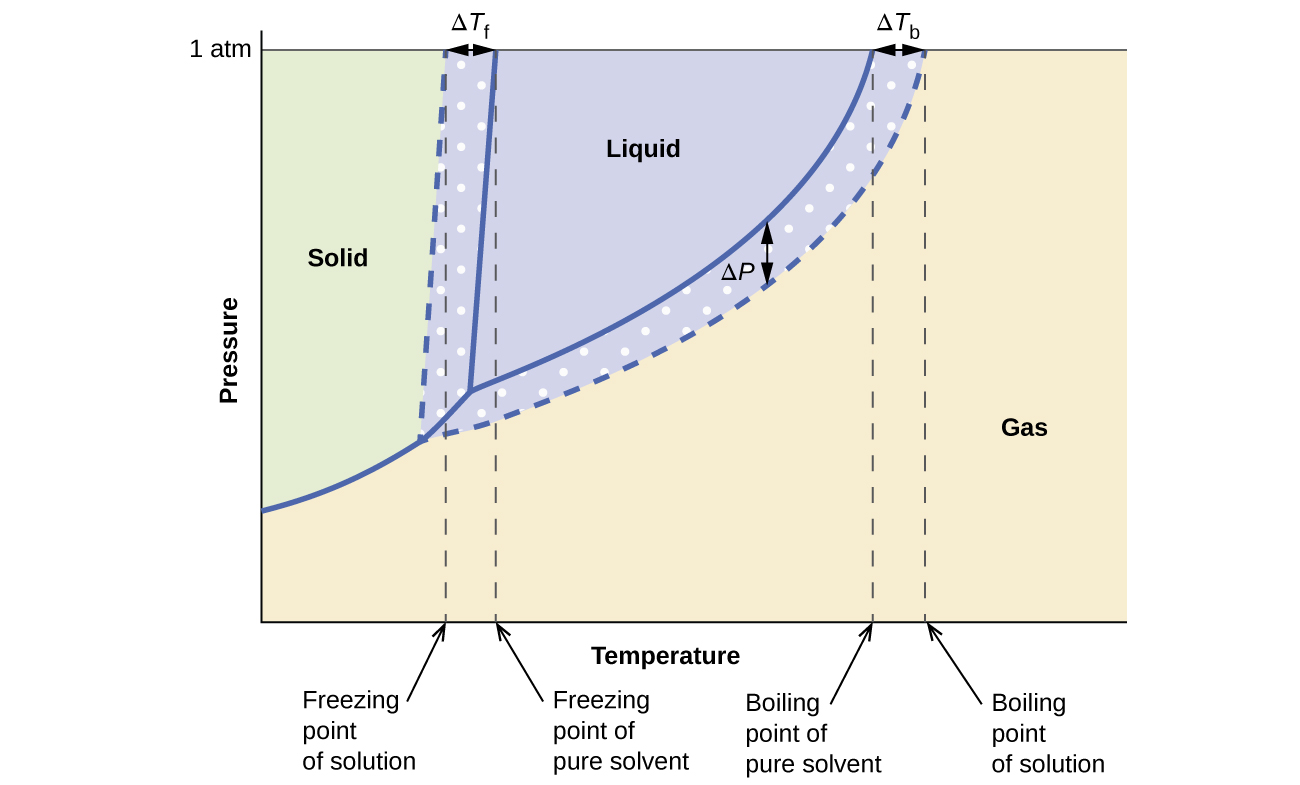 ΔTf
ΔTb
1 atm
Liquid
Solid
ΔP
Pressure
Gas
Temperature
Freezing
point
of solution
Freezing
point of
pure solvent
Boiling
point of
pure solvent
Boiling
point
of solution